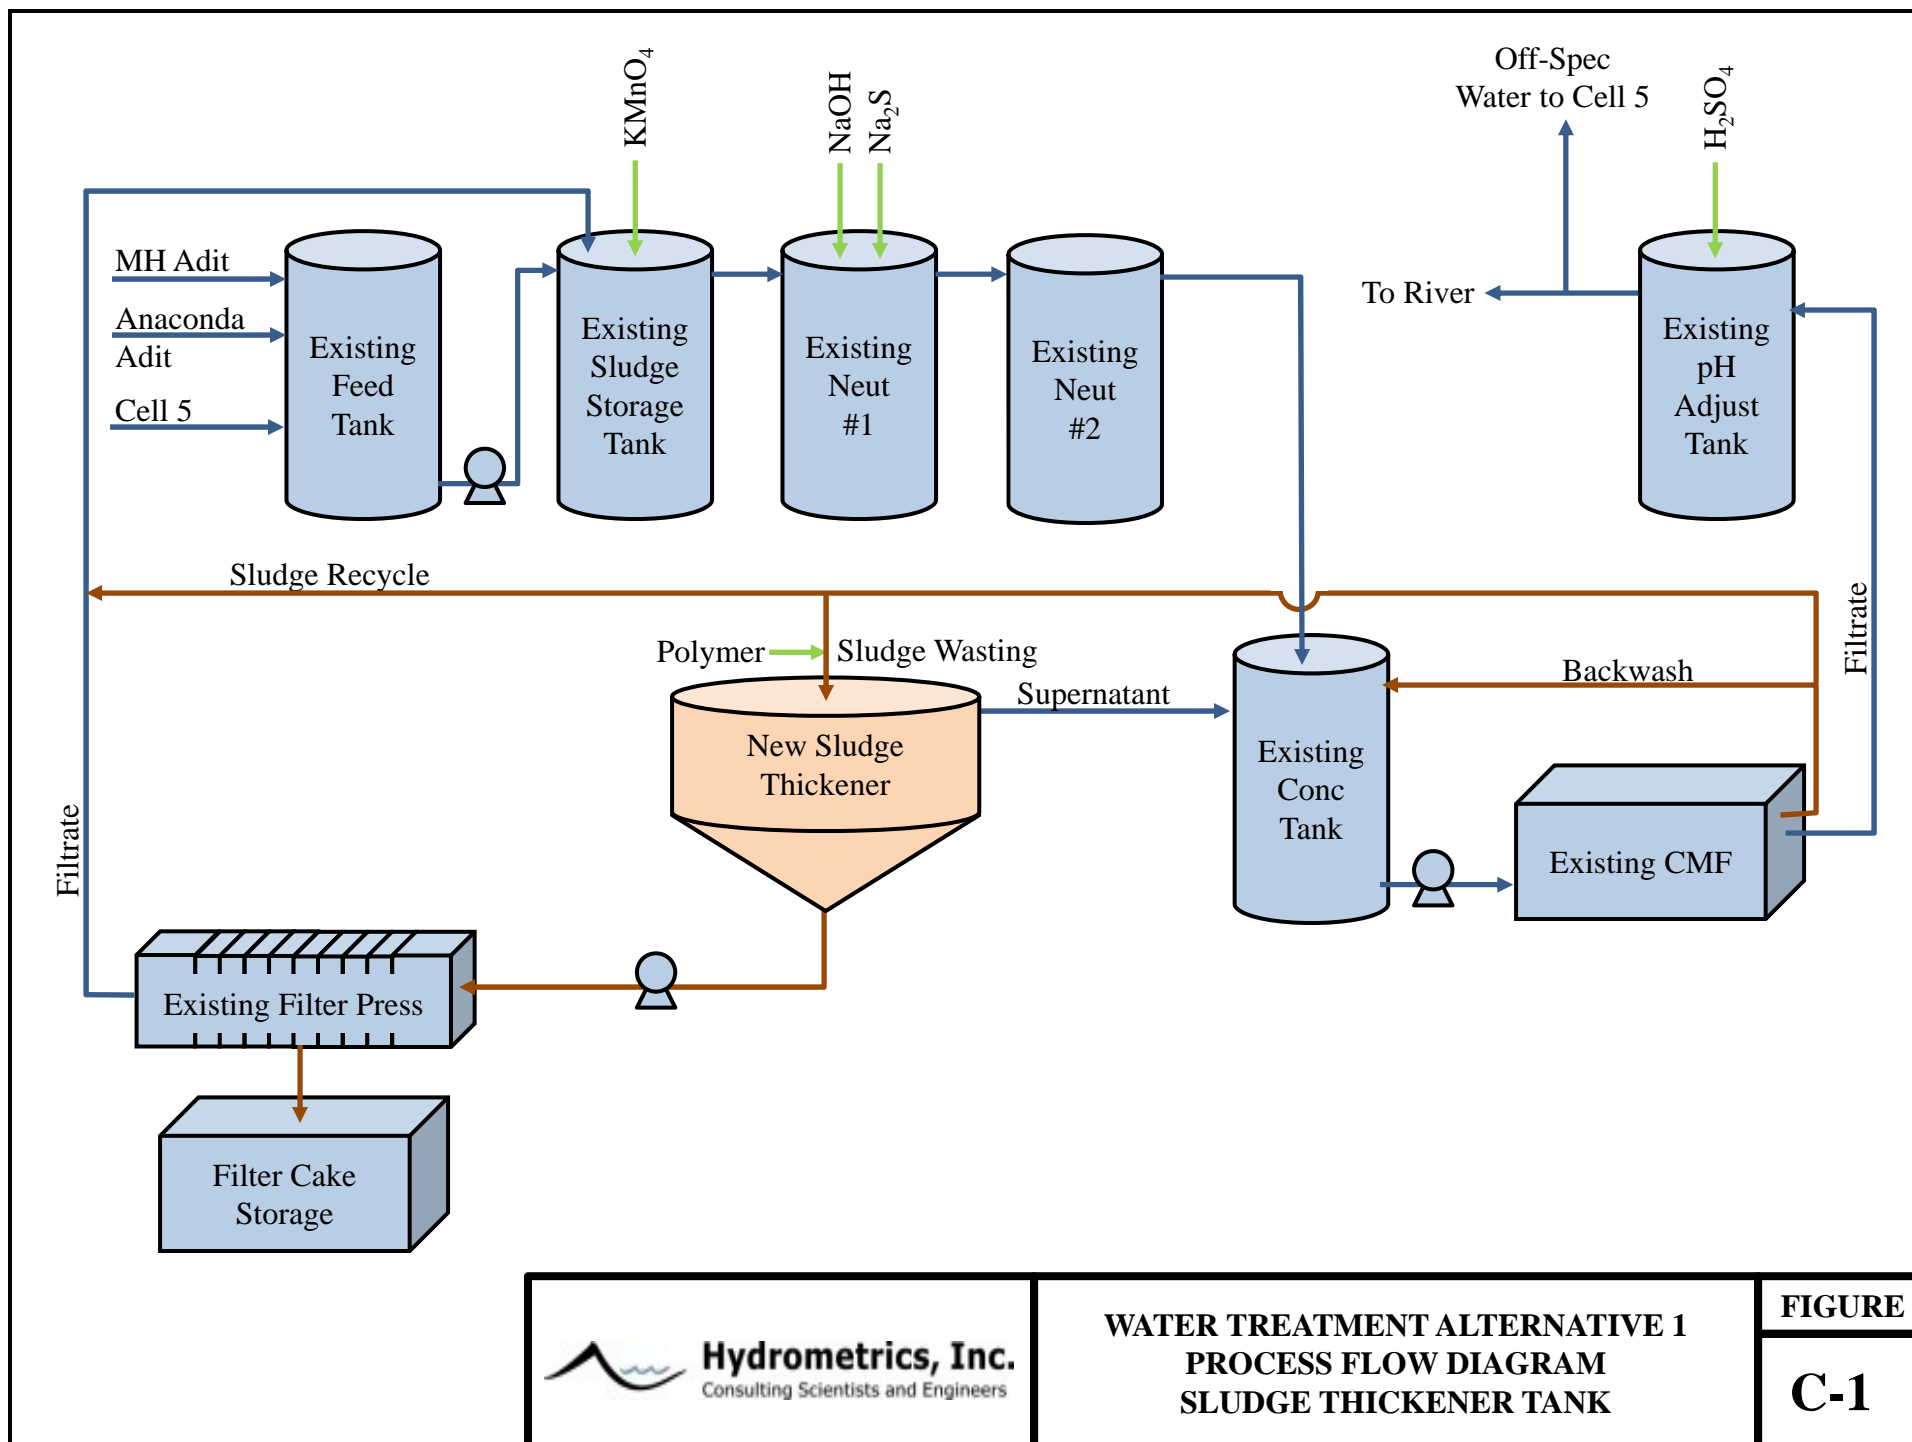 KMnO₄
NaOH
Na₂S
Off-Spec
Water to Cell 5
H₂SO₄
MH Adit
Anaconda
Adit
Cell 5
Existing
Feed
Tank
Existing
Sludge
Storage
Tank
Existing
Neut
#1
Existing
Neut
#2
To River
Existing
pH
Adjust
Tank
Sludge Recycle
Polymer
Sludge Wasting
Supernatant
Backwash
Filtrate
New Sludge
Thickener
Existing
Conc
Tank
Existing CMF
Filtrate
Existing Filter Press
Filter Cake
Storage
Hydrometrics, Inc.
Consulting Scientists and Engineers
WATER TREATMENT ALTERNATIVE 1
PROCESS FLOW DIAGRAM
SLUDGE THICKENER TANK
FIGURE
C-1